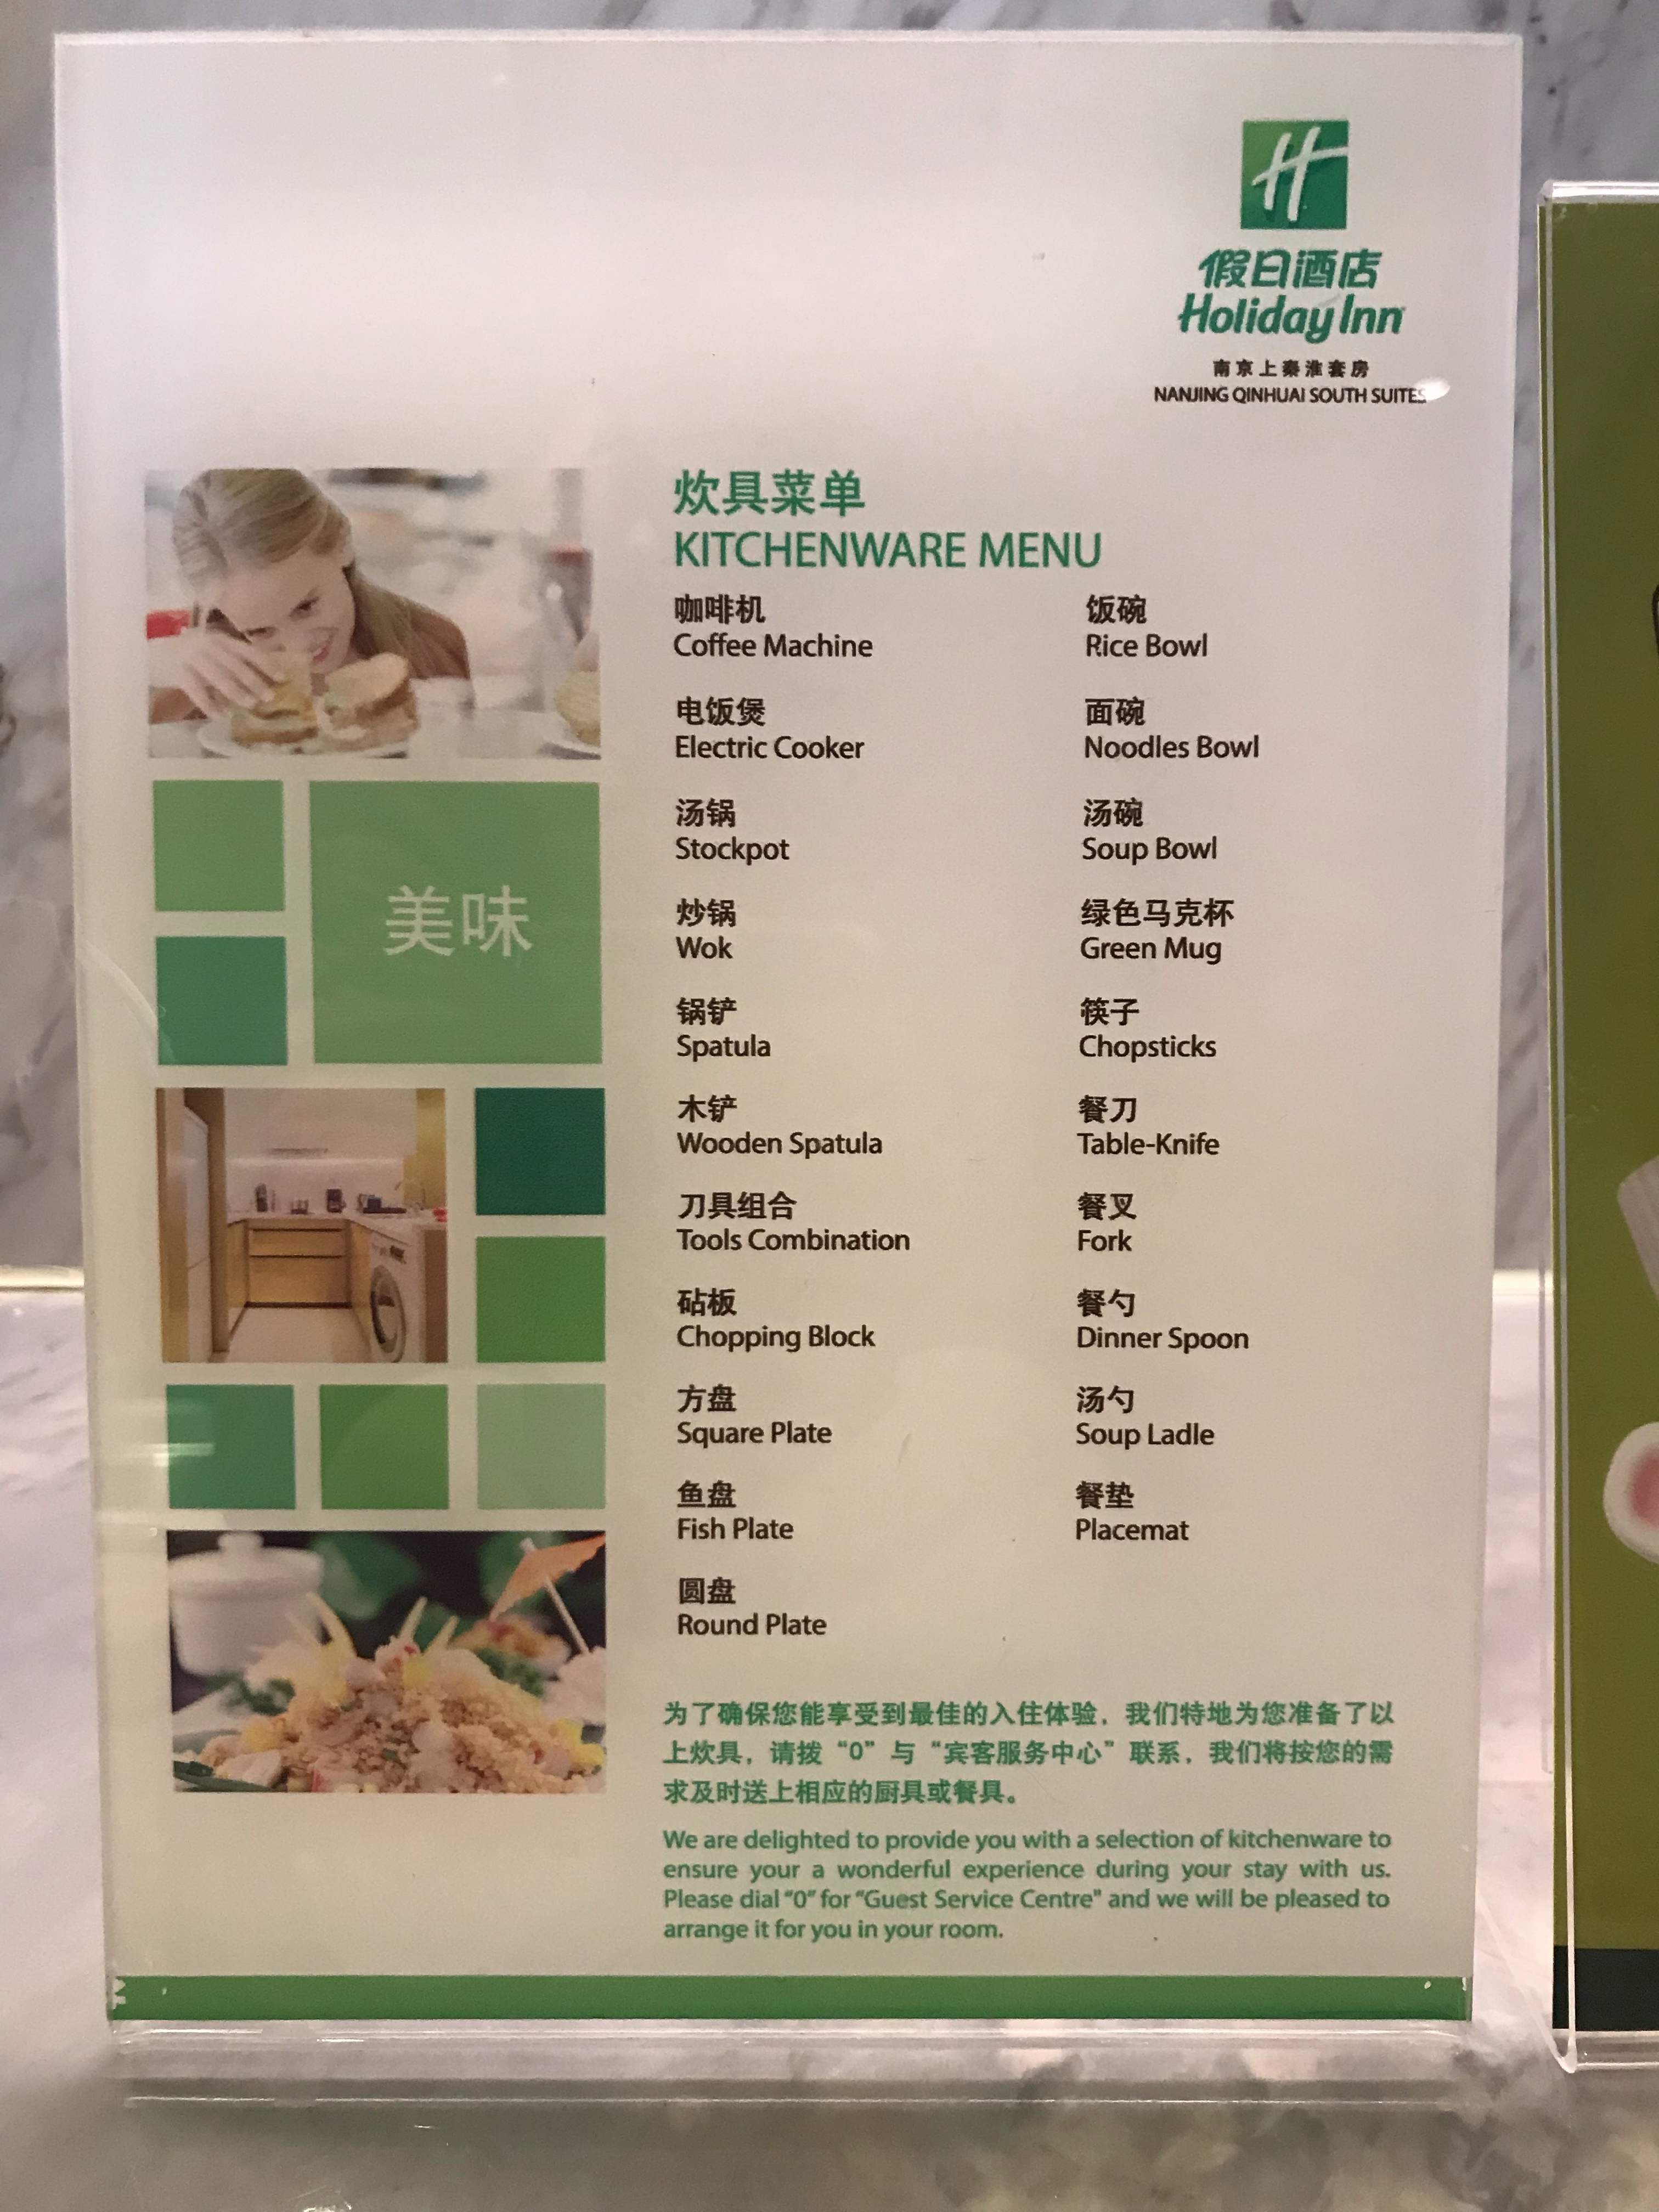 假日酒店
Holiday Inn
南京上秦淮套房
NANJING QINHUAI SOUTH SUITES
美味
炊具菜单
KITCHENWARE MENU
咖啡机
Coffee Machine
电饭煲
Electric Cooker
汤锅
Stockpot
炒锅
Wok
锅铲
Spatula
木铲
Wooden Spatula
刀具组合
Tools Combination
砧板
Chopping Block
方盘
Square Plate
鱼盘
Fish Plate
圆盘
Round Plate
饭碗
Rice Bowl
面碗
Noodles Bowl
汤碗
Soup Bowl
绿色马克杯
Green Mug
筷子
Chopsticks
餐刀
Table-Knife
餐叉
Fork
餐勺
Dinner Spoon
汤勺
Soup Ladle
餐垫
Placemat
为了确保您能享受到最佳的入住体验，我们特地为您准备了以
上炊具，请拨“0”与“宾客服务中心”联系，我们将按您的需
求及时送上相应的厨具或餐具。
We are delighted to provide you with a selection of kitchenware to
ensure your a wonderful experience during your stay with us.
Please dial “0” for “Guest Service Centre" and we will be pleased to
arrange it for you in your room.